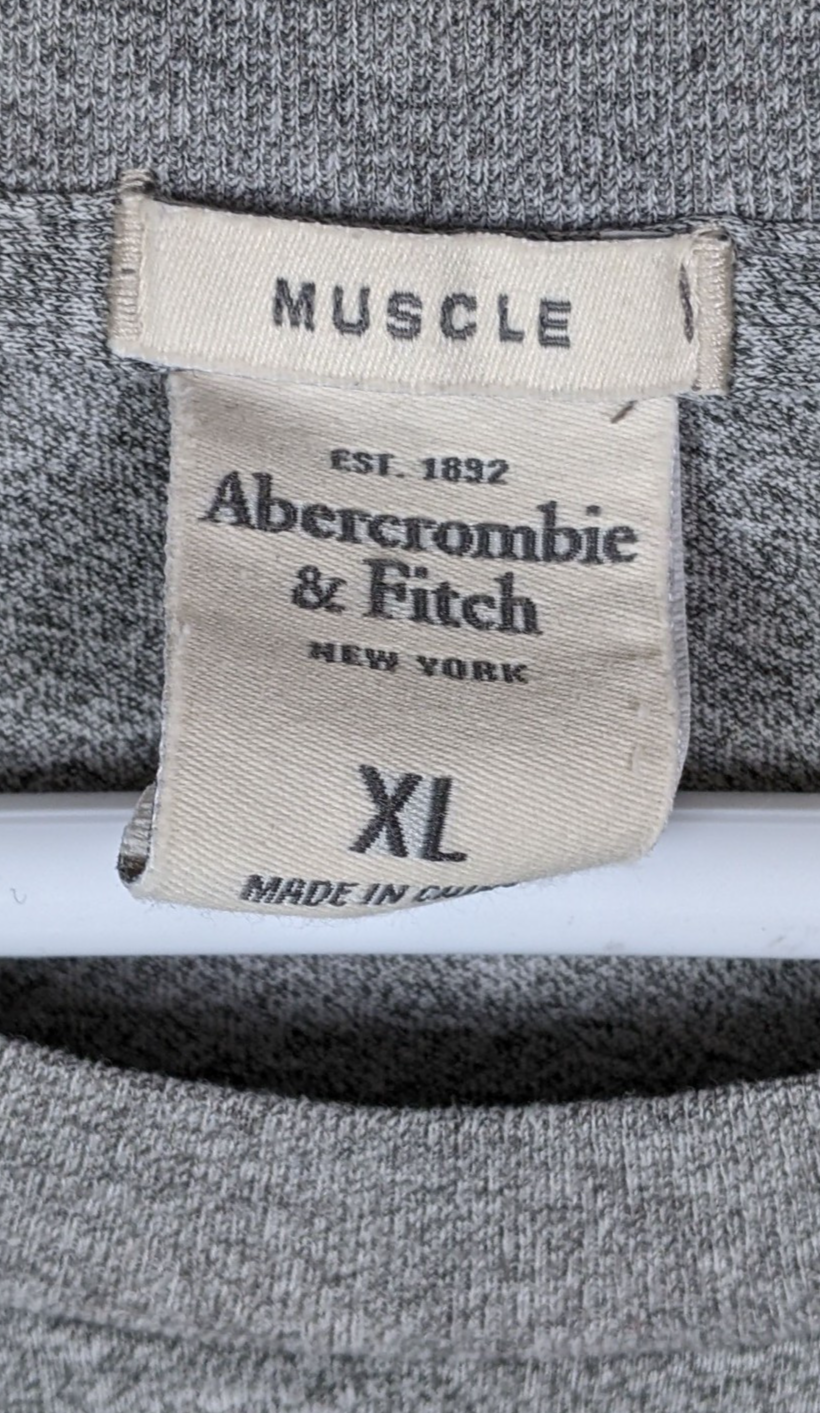 MUSCLE
EST. 1892
Abercrombie
& Fitch
NEW YORK
XL
MADE IN